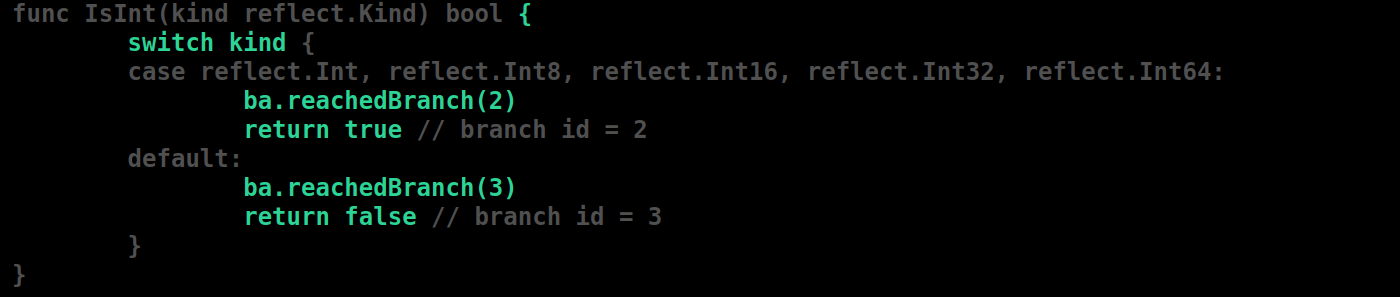 func IsInt(kind reflect.Kind) bool {
        switch kind {
        case reflect.Int, reflect.Int8, reflect.Int16, reflect.Int32, reflect.Int64:
                ba.reachedBranch(2)
                return true // branch id = 2
        default:
                ba.reachedBranch(3)
                return false // branch id = 3
        }
}